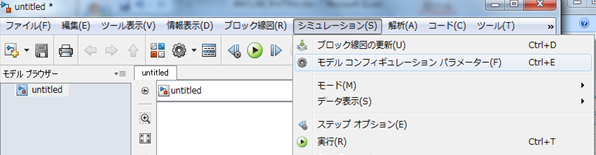 untitled *
ファイル(F) 編集(E) ツール表示(V) 情報表示(D) ブロック線図(R) シミュレーション(S) 解析(A) コード(C) ツール(T)
ブロック線図の更新(U) Ctrl+D
モデル コンフィギュレーション パラメーター(F) Ctrl+E
モデル ブラウザー
untitled
untitled
untitled
モード(M)
データ表示(S)
ステップ オプション(E)
実行(R) Ctrl+T